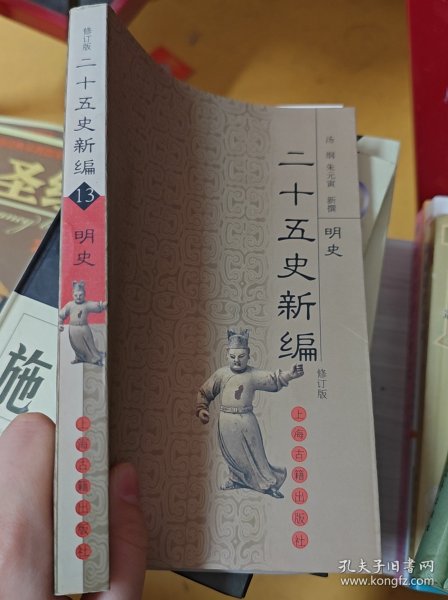 修订版
二十五史新编
13
明史
上海古籍出版社
汤纲 朱元寅 新撰
明史
二十五史新编
修订版
上海古籍出版社
圣
施
孔夫子旧书网
www.kongfz.com